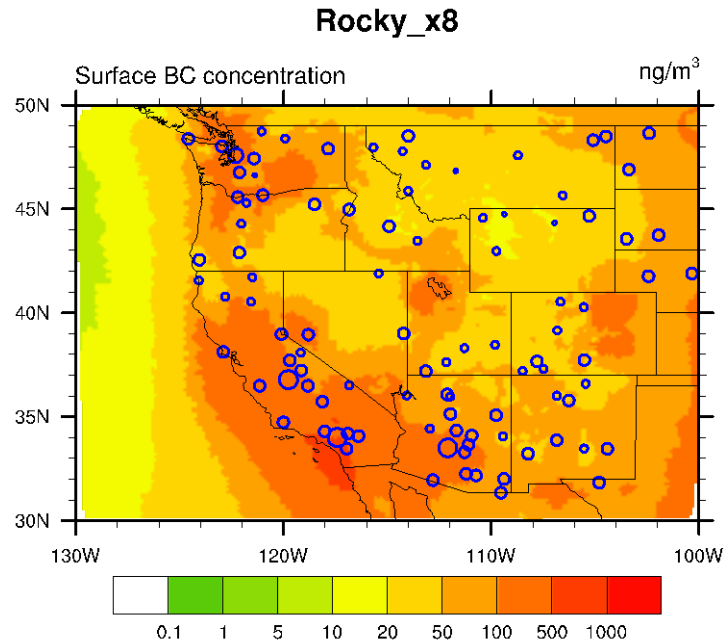 Rocky_x8
Surface BC concentration ng/m³
50N
45N
40N
35N
30N
130W 120W 110W 100W
0.1 1 5 10 20 50 100 500 1000